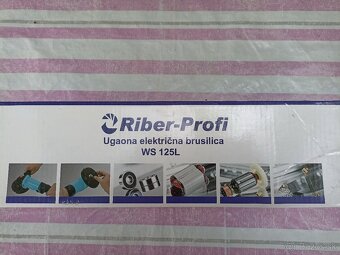 Riber-Profi
Ugaona električna brusilica
WS 125L